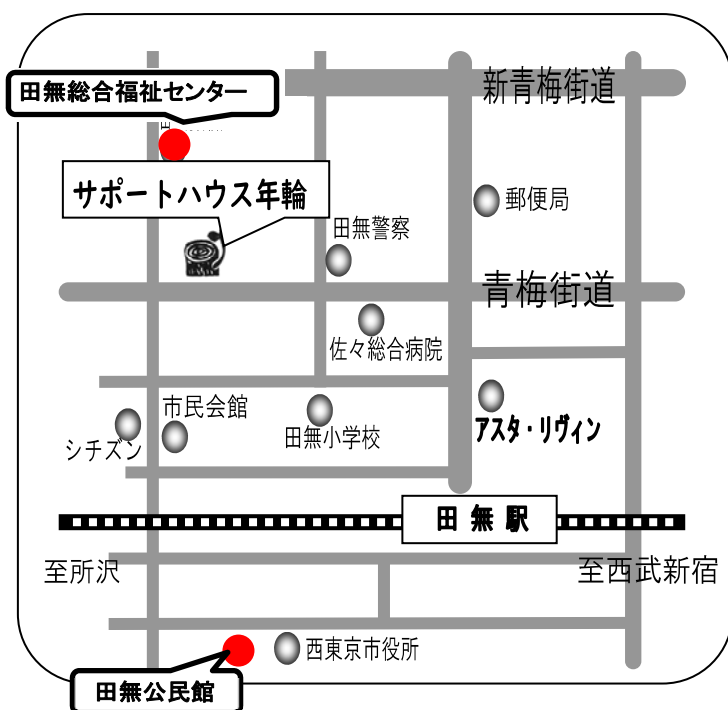 新青梅街道
田無総合福祉センター
サポートハウス年輪
郵便局
田無警察
青梅街道
佐々総合病院
市民会館
アスタ・リヴィン
田無小学校
シチズン
田無駅
至所沢
至西武新宿
西東京市役所
田無公民館